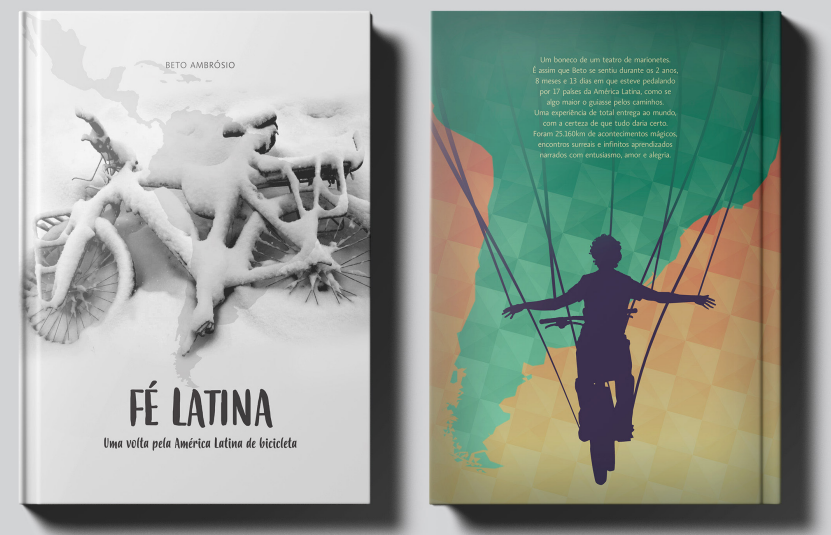 BETO AMBRÓSIO
FÉ LATINA
Uma volta pela América Latina de bicicleta
Um boneco de um teatro de marionetes.
É assim que Beto se sentiu durante os 2 anos,
8 meses e 13 dias em que esteve pedalando
por 17 países da América Latina, como se
algo maior o guiasse pelos caminhos.
Uma experiência de total entrega ao mundo,
com a certeza de que tudo daria certo.
Foram 25.160km de acontecimentos mágicos,
encontros surreais e infinitos aprendizados
narrados com entusiasmo, amor e alegria.